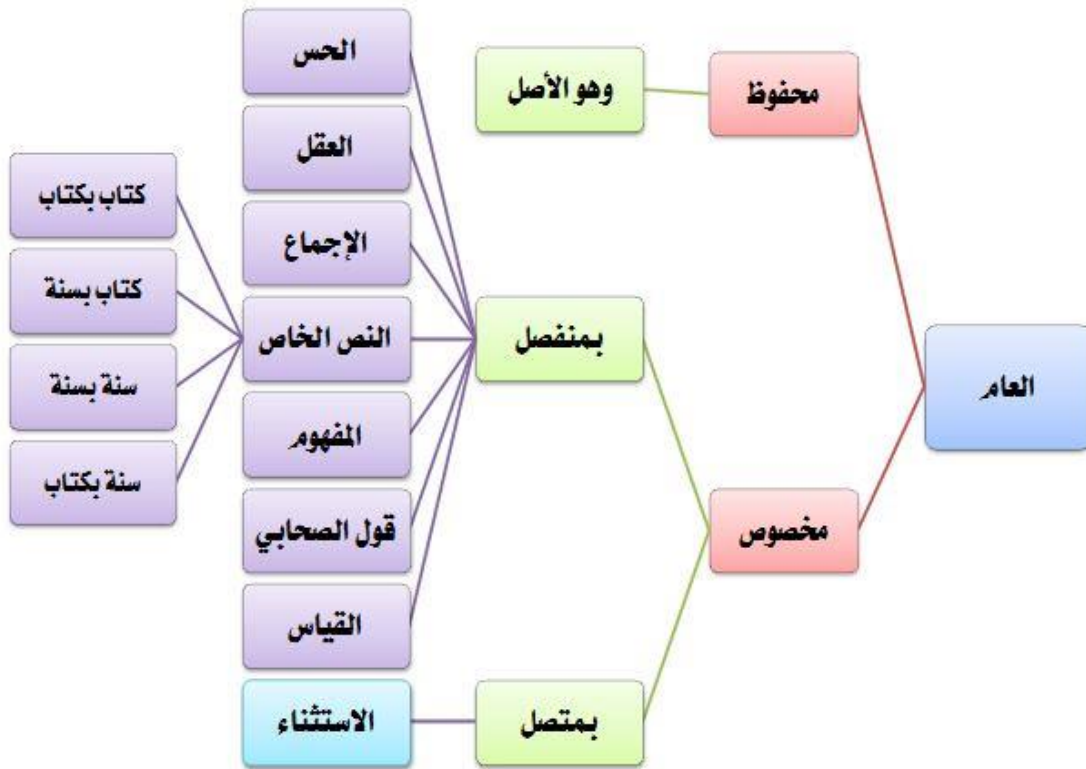 العام
محفوظ
وهو الأصل
مخصوص
بمنفصل
الحس
العقل
الإجماع
النص الخاص
كتاب بكتاب
كتاب بسنة
سنة بسنة
سنة بكتاب
المفهوم
قول الصحابي
القياس
بمتصل
الاستثناء